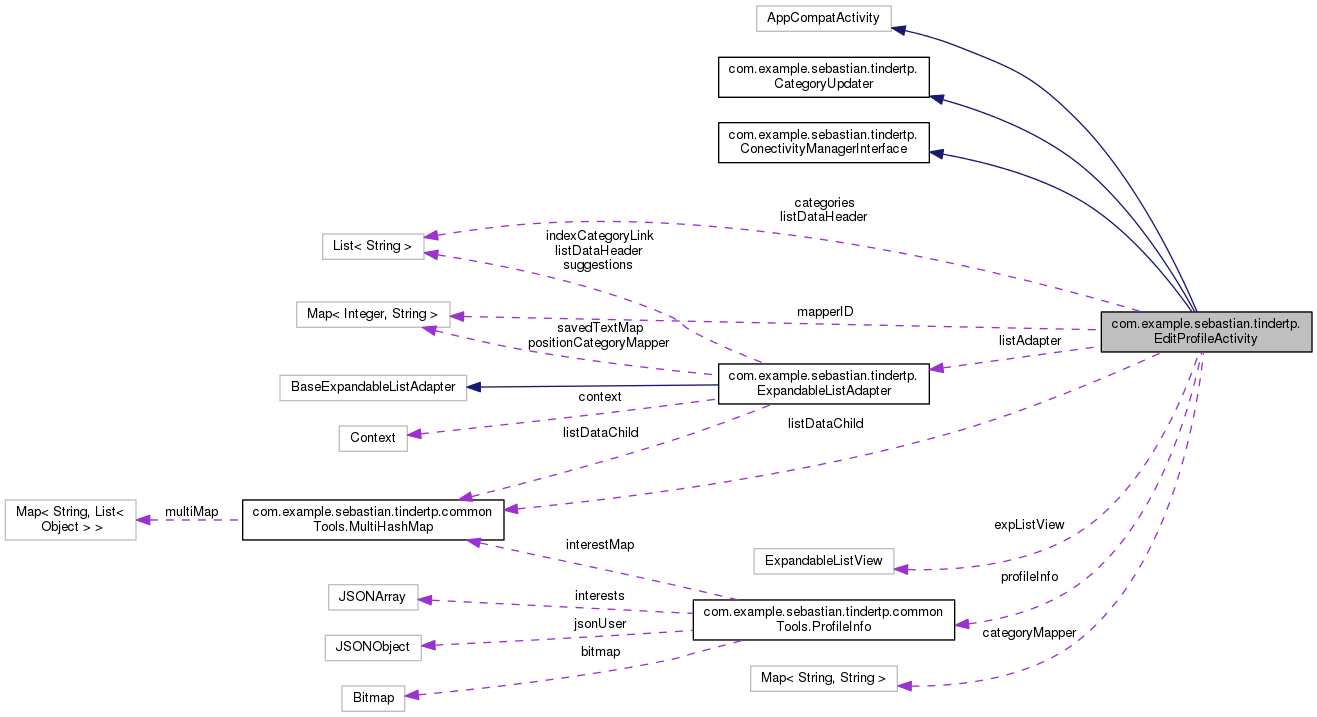 AppCompatActivity
com.example.sebastian.tindertp.
CategoryUpdater
com.example.sebastian.tindertp.
ConectivityManagerInterface
categories
listDataHeader
List< String >
indexCategoryLink
listDataHeader
suggestions
Map< Integer, String >
mapperID
com.example.sebastian.tindertp.
EditProfileActivity
savedTextMap
positionCategoryMapper
listAdapter
BaseExpandableListAdapter
com.example.sebastian.tindertp.
ExpandableListAdapter
context
Context
listDataChild
listDataChild
Map< String, List<
Object > >
multiMap
com.example.sebastian.tindertp.common
Tools.MultiHashMap
expListView
interestMap
ExpandableListView
profileInfo
JSONArray
interests
com.example.sebastian.tindertp.common
Tools.ProfileInfo
jsonUser
categoryMapper
JSONObject
bitmap
Map< String, String >
Bitmap